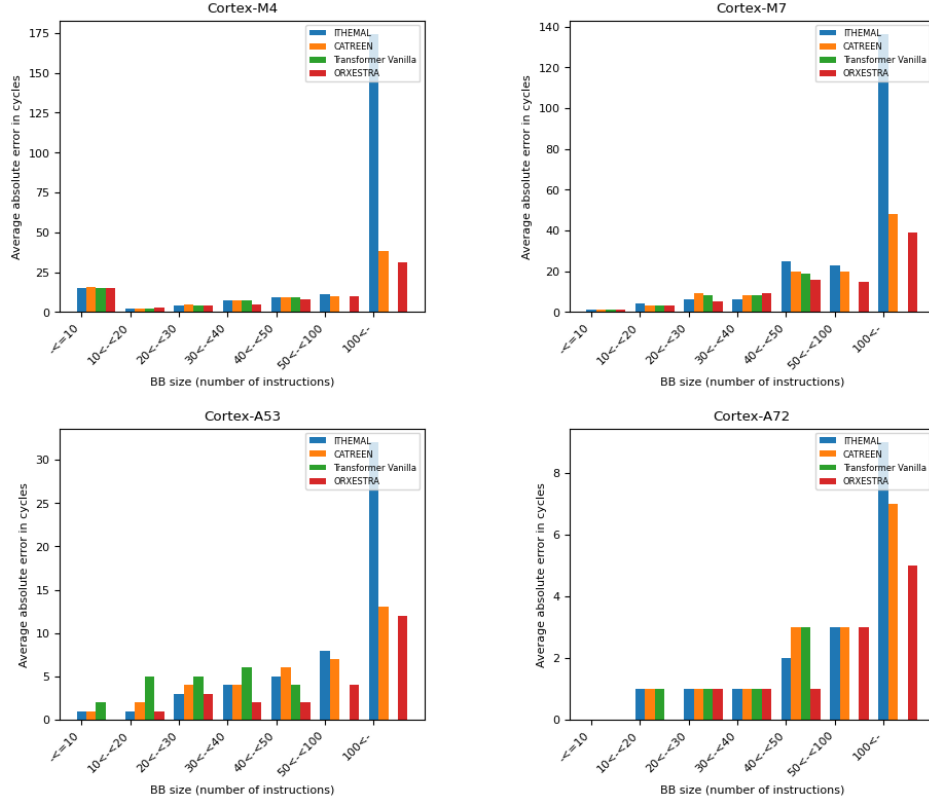 Cortex-M4
Average absolute error in cycles
175
150
125
100
75
50
25
0
ITHEMAL
CATREEN
Transformer Vanilla
ORXESTRA
-<=10
10<-<20
20<-<30
30<-<40
40<-<50
50<-<100
100<-
BB size (number of instructions)
Cortex-M7
Average absolute error in cycles
140
120
100
80
60
40
20
0
ITHEMAL
CATREEN
Transformer Vanilla
ORXESTRA
-<=10
10<-<20
20<-<30
30<-<40
40<-<50
50<-<100
100<-
BB size (number of instructions)
Cortex-A53
Average absolute error in cycles
30
25
20
15
10
5
0
ITHEMAL
CATREEN
Transformer Vanilla
ORXESTRA
-<=10
10<-<20
20<-<30
30<-<40
40<-<50
50<-<100
100<-
BB size (number of instructions)
Cortex-A72
Average absolute error in cycles
8
6
4
2
0
ITHEMAL
CATREEN
Transformer Vanilla
ORXESTRA
-<=10
10<-<20
20<-<30
30<-<40
40<-<50
50<-<100
100<-
BB size (number of instructions)